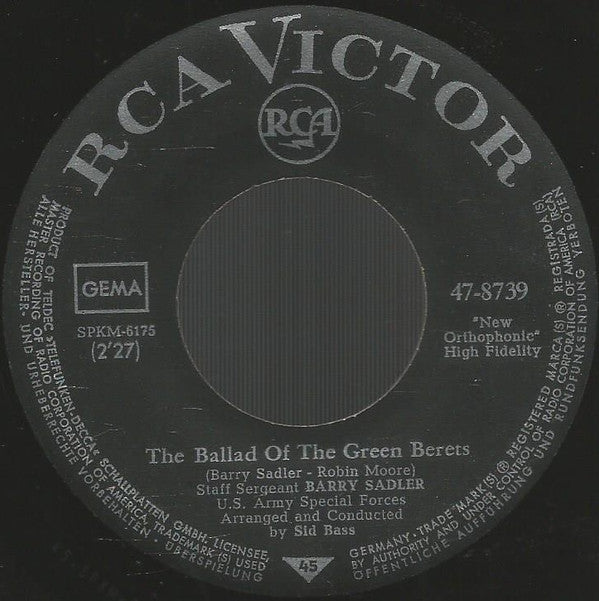 RCA VICTOR
RCA
GEMA
SPKM-6175
(2'27)
47-8739
"New
Orthophonic"
High Fidelity
The Ballad Of The Green Berets
(Barry Sadler - Robin Moore)
Staff Sergeant BARRY SADLER
U.S. Army Special Forces
Arranged and Conducted
by Sid Bass
45
PRODUCT OF TELDEC »TELEFUNKEN-DECCA« SCHALLPLATTEN GMBH. LICENSEE,
MASTER RECORDING OF RADIO CORPORATION OF AMERICA, TRADEMARK (S) USED
ALLE HERSTELLER- UND URHEBERRECHTE VORBEHALTEN ÜBERSPIELUNG
GERMANY · TRADE MARK(S) ® REGISTERED MARCA (S) ® REGISTRADA (S)
BY AUTHORITY AND UNDER CONTROL OF RADIO CORPORATION OF AMERICA (RCA)
ÖFFENTLICHE AUFFÜHRUNG UND RUNDFUNKSENDUNG VERBOTEN